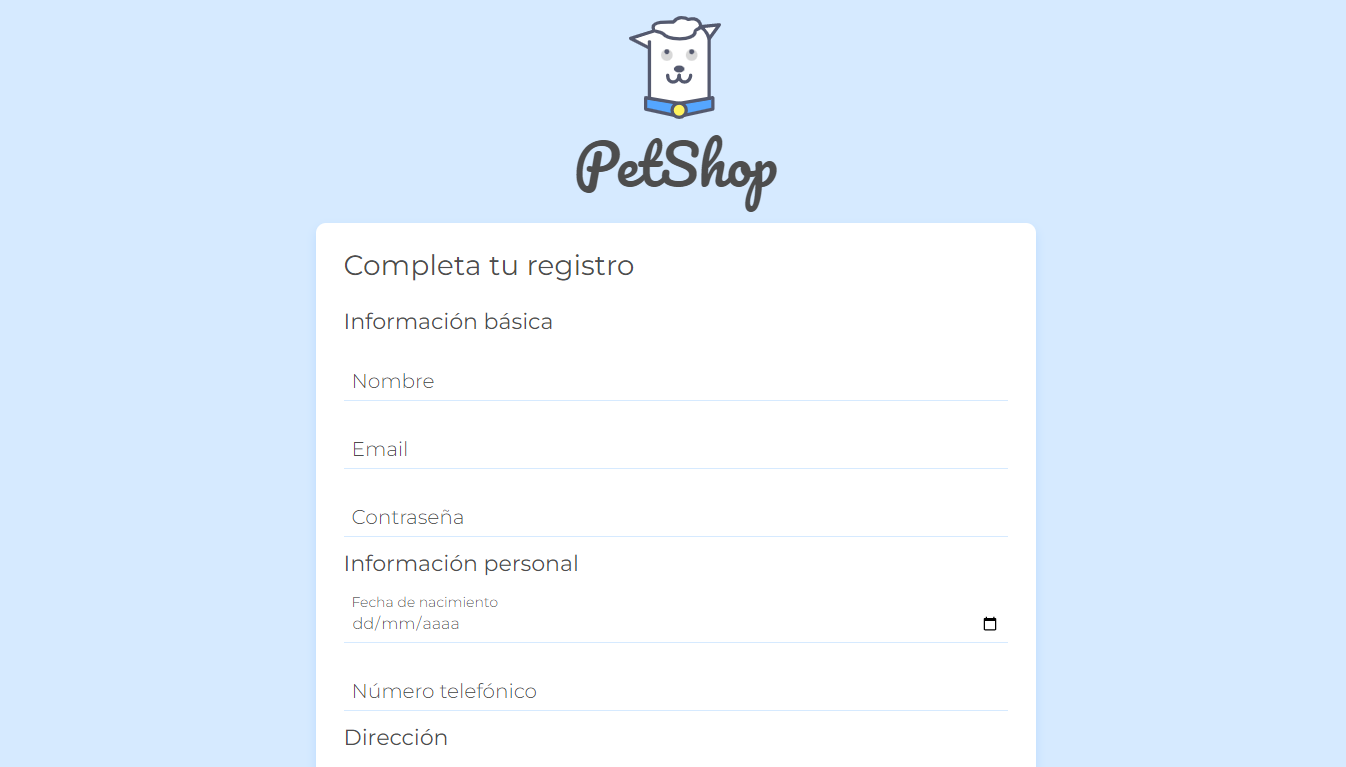 PetShop
Completa tu registro
Información básica
Nombre
Email
Contraseña
Información personal
Fecha de nacimiento
dd/mm/aaaa
Número telefónico
Dirección